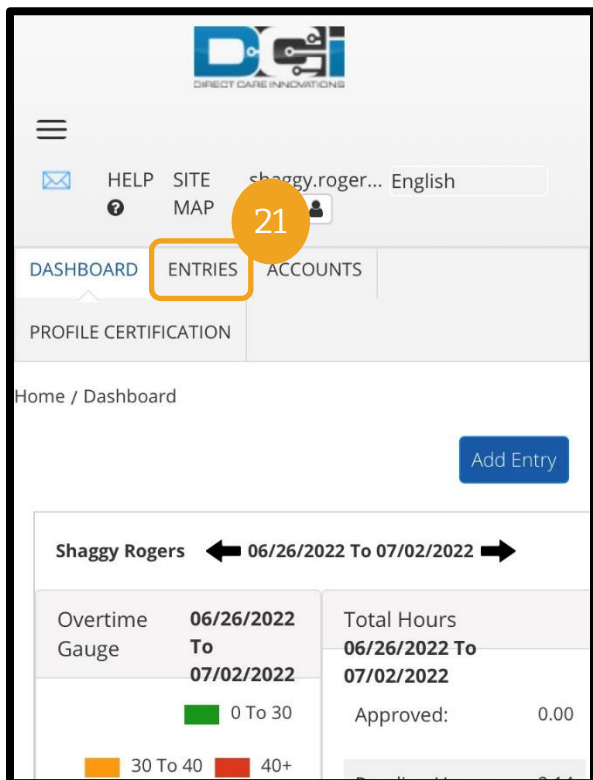 DCI
DIRECT CARE INNOVATIONS
HELP SITE MAP
shaggy.roger... English
21
DASHBOARD ENTRIES ACCOUNTS
PROFILE CERTIFICATION
Home / Dashboard
Add Entry
Shaggy Rogers 06/26/2022 To 07/02/2022
Overtime Gauge
06/26/2022
To
07/02/2022
0 To 30
30 To 40 40+
Total Hours
06/26/2022 To
07/02/2022
Approved: 0.00